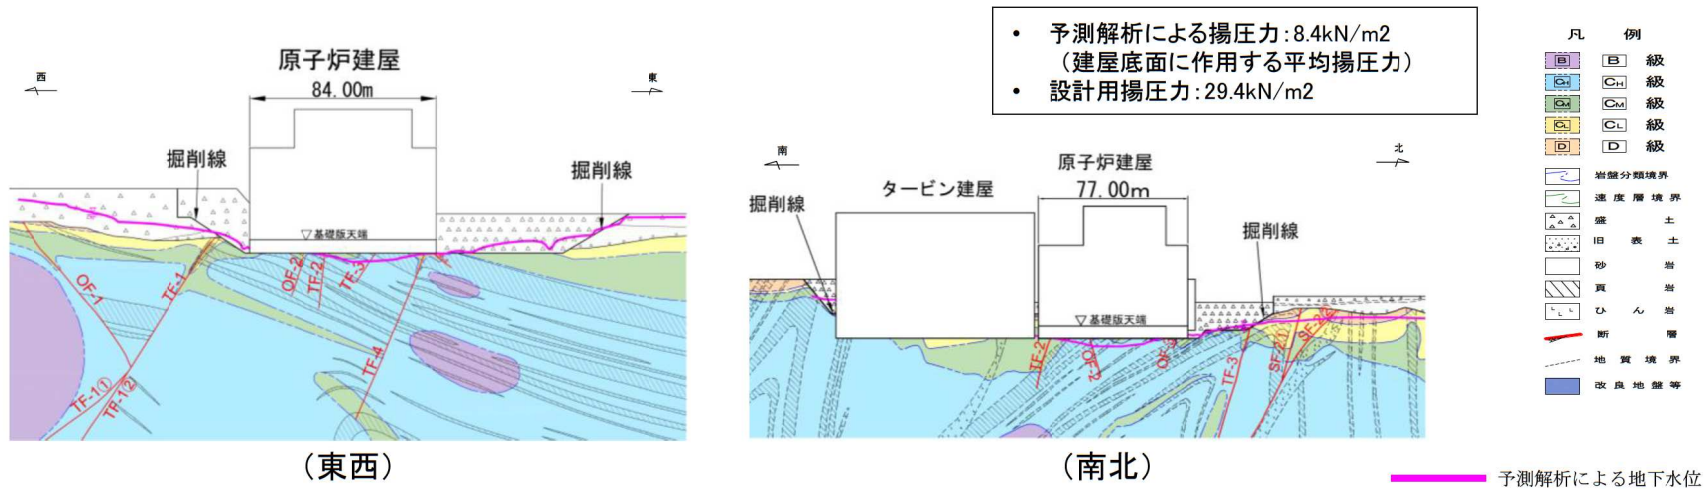 西
原子炉建屋
84.00m
東
掘削線
掘削線
▽基礎版天端
OF-1
TF-1
OF-2
TF-2
TF-3
TF-4
TF-1①
TF-1②
（東西）
• 予測解析による揚圧力：8.4kN/m2
（建屋底面に作用する平均揚圧力）
• 設計用揚圧力：29.4kN/m2
南
タービン建屋
原子炉建屋
77.00m
北
掘削線
掘削線
▽基礎版天端
TF-2
OF-2
TF-3
（南北）
凡 例
B B 級
CH CH 級
CM CM 級
CL CL 級
D D 級
岩盤分類境界
速度層境界
盛土
旧表土
砂岩
頁岩
ひん岩
断層
地質境界
改良地盤等
予測解析による地下水位